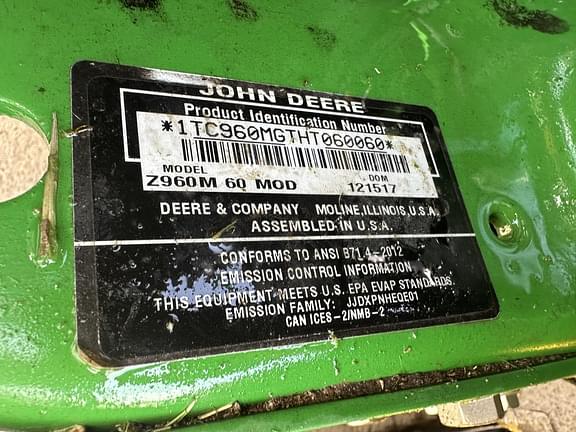 JOHN DEERE
Product Identification Number
*1TC960MGTHT060060*
MODEL DOM
Z960M 60 MOD 121517
DEERE & COMPANY MOLINE, ILLINOIS, U.S.A.
ASSEMBLED IN U.S.A.
CONFORMS TO ANSI B71.4 - 2012
EMISSION CONTROL INFORMATION
THIS EQUIPMENT MEETS U.S. EPA EVAP STANDARDS.
EMISSION FAMILY: JJDXPNHEQE01
CAN ICES-2/NMB-2